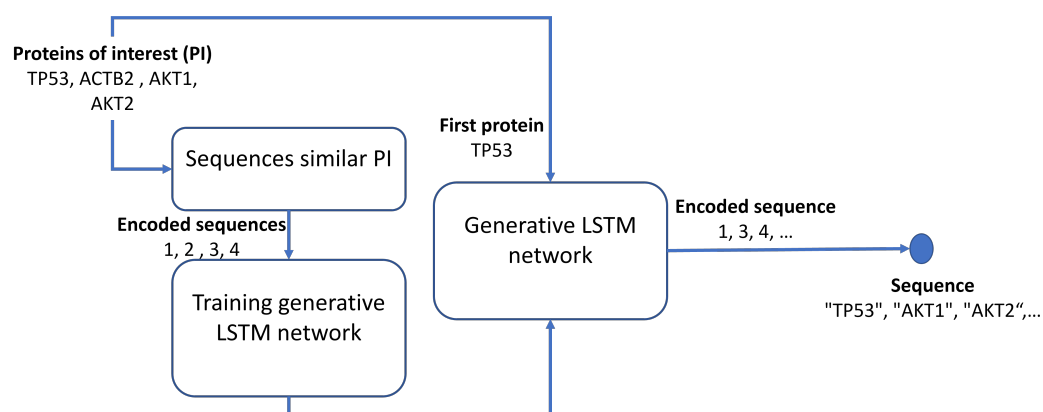 Proteins of interest (PI)
TP53, ACTB2 , AKT1,
AKT2
Sequences similar PI
Encoded sequences
1, 2 , 3, 4
Training generative
LSTM network
First protein
TP53
Generative LSTM
network
Encoded sequence
1, 3, 4, ...
Sequence
"TP53", "AKT1", "AKT2“,...